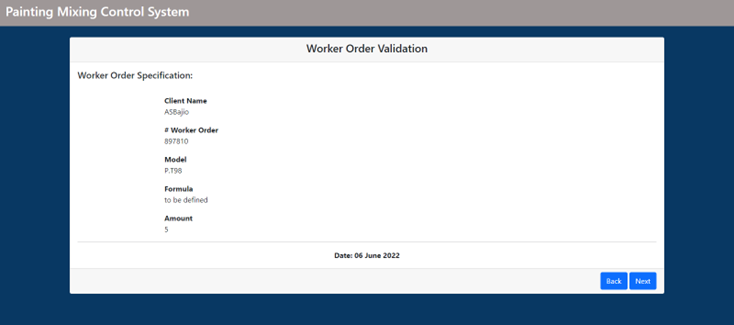 Painting Mixing Control System
Worker Order Validation
Worker Order Specification:
Client Name
ASBajio
# Worker Order
897810
Model
P.T98
Formula
to be defined
Amount
5
Date: 06 June 2022
Back Next